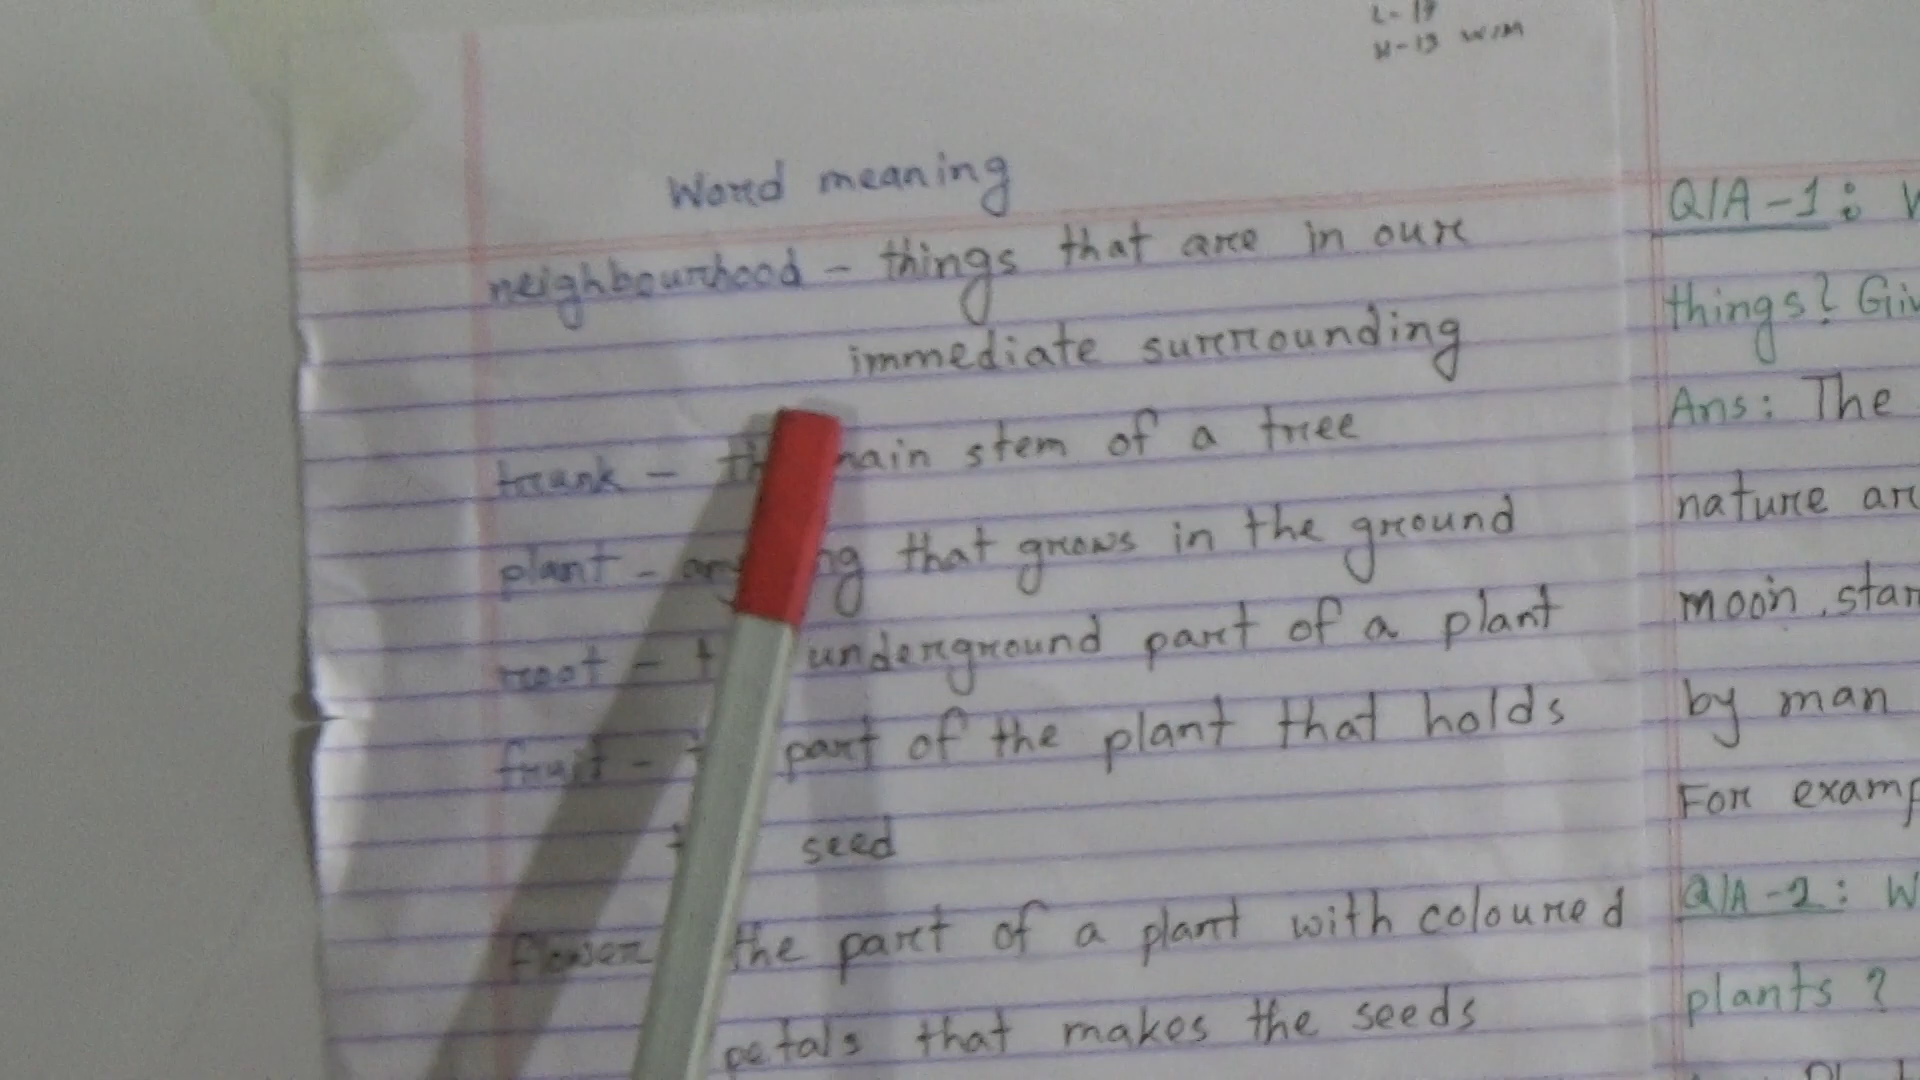 L-17
H-13 W/M
Word meaning
neighbourhood - things that are in our
immediate surrounding
trunk - main stem of a tree
plant - that grows in the ground
root - underground part of a plant
fruit - part of the plant that holds
seed
flower the part of a plant with coloured
petals that makes the seeds
Q/A-1:
things? Giv
Ans: The
nature ar
moon, star
by man
For examp
Q/A-2: W
plants?